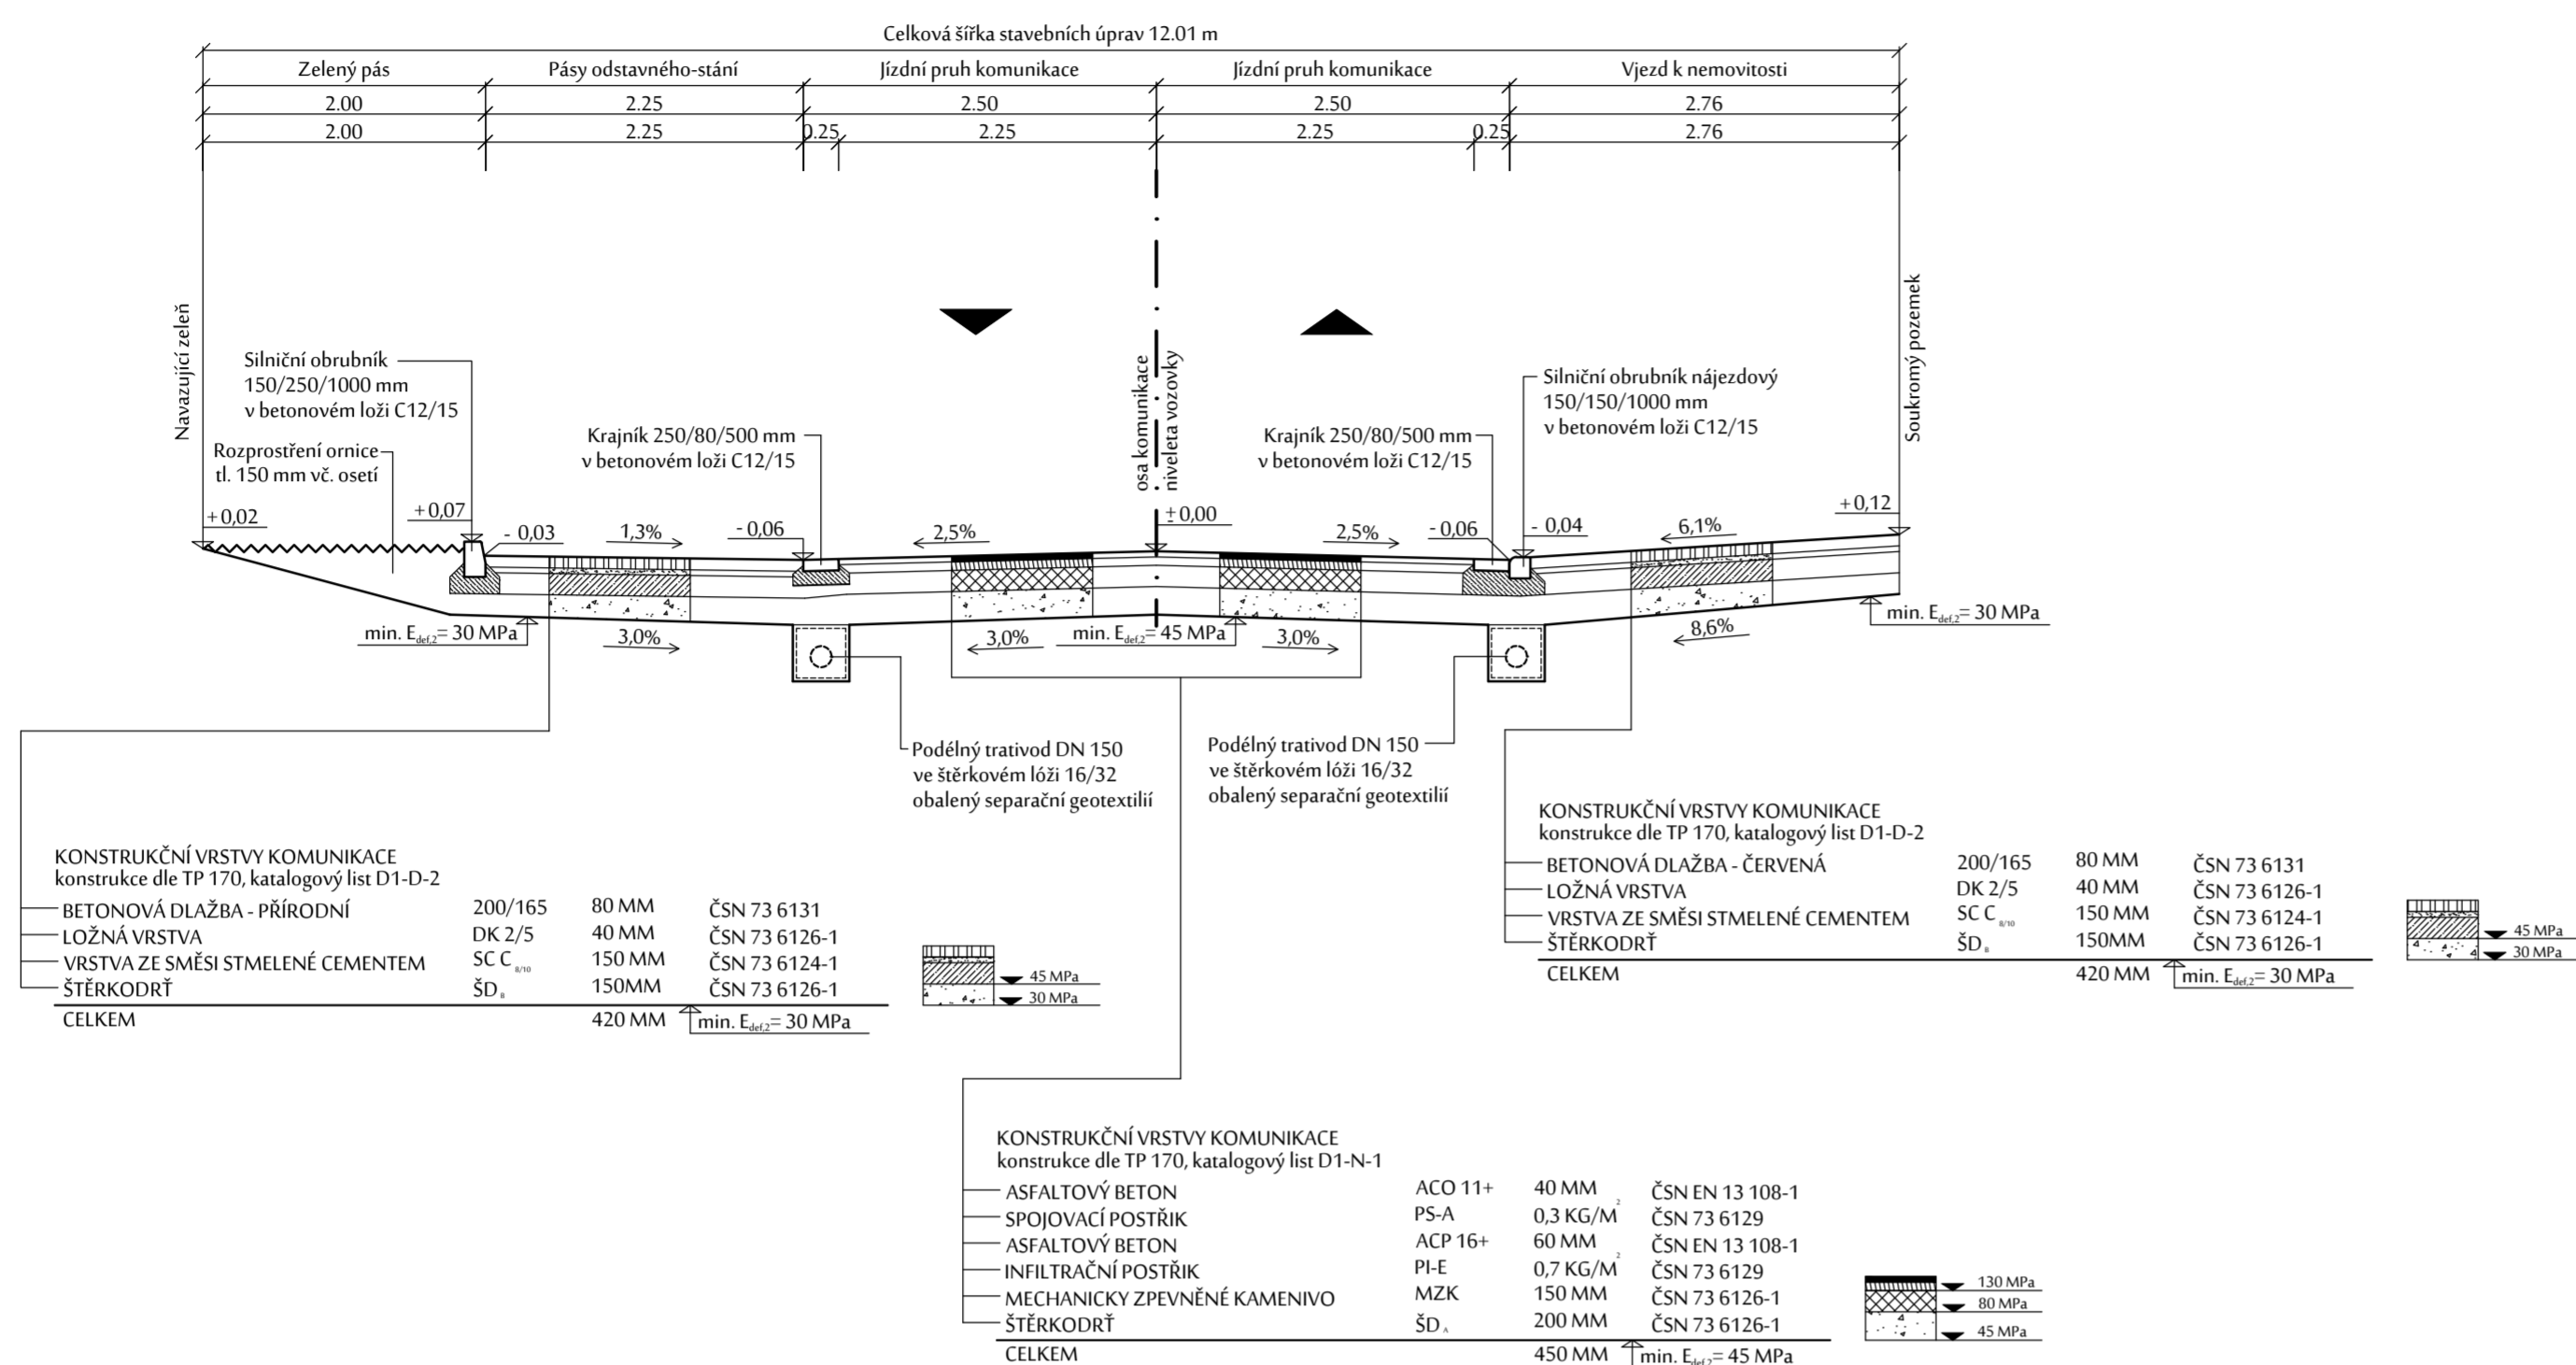 Celková šířka stavebních úprav 12.01 m
Zelený pás Pásy odstavného-stání Jízdní pruh komunikace Jízdní pruh komunikace Vjezd k nemovitosti
2.00 2.25 2.50 2.50 2.76
2.00 2.25 0.25 2.25 2.25 0.25 2.76
Navazující zeleň
Silniční obrubník
150/250/1000 mm
v betonovém loži C12/15
Rozprostření ornice
tl. 150 mm vč. osetí
Krajník 250/80/500 mm
v betonovém loži C12/15
osa komunikace
niveleta vozovky
Krajník 250/80/500 mm
v betonovém loži C12/15
Silniční obrubník nájezdový
150/150/1000 mm
v betonovém loži C12/15
Soukromý pozemek
+0,02 +0,07 - 0,03 1,3% - 0,06 2,5% ±0,00 2,5% - 0,06 - 0,04 6,1% +0,12
min. Edef,2= 30 MPa 3,0% 3,0% min. Edef,2= 45 MPa 3,0% 8,6% min. Edef,2= 30 MPa
Podélný trativod DN 150
ve štěrkovém lóži 16/32
obalený separační geotextilií
Podélný trativod DN 150
ve štěrkovém lóži 16/32
obalený separační geotextilií
KONSTRUKČNÍ VRSTVY KOMUNIKACE
konstrukce dle TP 170, katalogový list D1-D-2
BETONOVÁ DLAŽBA - PŘÍRODNÍ 200/165 80 MM ČSN 73 6131
LOŽNÁ VRSTVA DK 2/5 40 MM ČSN 73 6126-1
VRSTVA ZE SMĚSI STMELENÉ CEMENTEM SC C 8/10 150 MM ČSN 73 6124-1
ŠTĚRKODRŤ ŠD B 150MM ČSN 73 6126-1
CELKEM 420 MM min. Edef,2= 30 MPa
45 MPa
30 MPa
KONSTRUKČNÍ VRSTVY KOMUNIKACE
konstrukce dle TP 170, katalogový list D1-D-2
BETONOVÁ DLAŽBA - ČERVENÁ 200/165 80 MM ČSN 73 6131
LOŽNÁ VRSTVA DK 2/5 40 MM ČSN 73 6126-1
VRSTVA ZE SMĚSI STMELENÉ CEMENTEM SC C 8/10 150 MM ČSN 73 6124-1
ŠTĚRKODRŤ ŠD B 150MM ČSN 73 6126-1
CELKEM 420 MM min. Edef,2= 30 MPa
45 MPa
30 MPa
KONSTRUKČNÍ VRSTVY KOMUNIKACE
konstrukce dle TP 170, katalogový list D1-N-1
ASFALTOVÝ BETON ACO 11+ 40 MM ČSN EN 13 108-1
SPOJOVACÍ POSTŘIK PS-A 0,3 KG/M² ČSN 73 6129
ASFALTOVÝ BETON ACP 16+ 60 MM ČSN EN 13 108-1
INFILTRAČNÍ POSTŘIK PI-E 0,7 KG/M² ČSN 73 6129
MECHANICKY ZPEVNĚNÉ KAMENIVO MZK 150 MM ČSN 73 6126-1
ŠTĚRKODRŤ ŠD A 200 MM ČSN 73 6126-1
CELKEM 450 MM min. Edef,2= 45 MPa
130 MPa
80 MPa
45 MPa